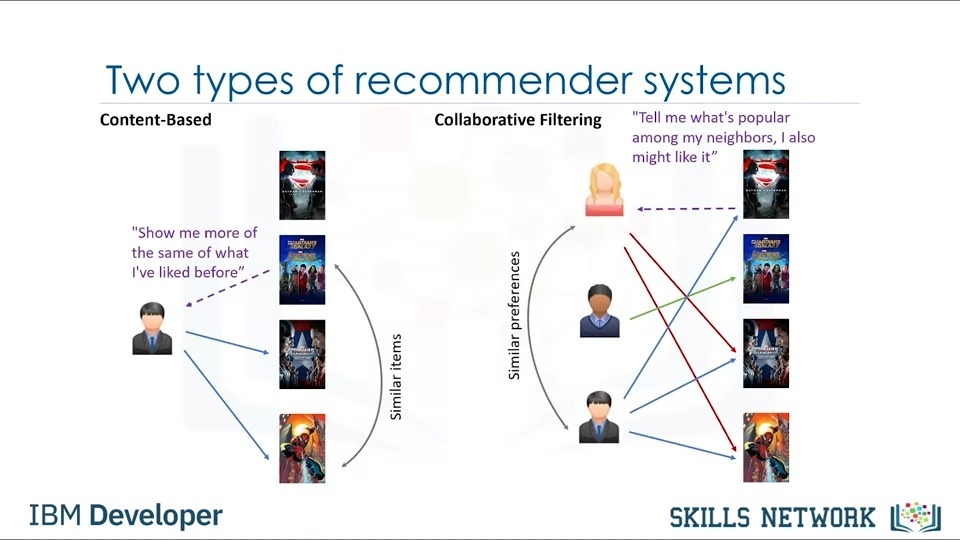 Two types of recommender systems
Content-Based
"Show me more of
the same of what
I've liked before”
Similar items
Collaborative Filtering
"Tell me what's popular
among my neighbors, I also
might like it”
Similar preferences
IBM Developer
SKILLS NETWORK